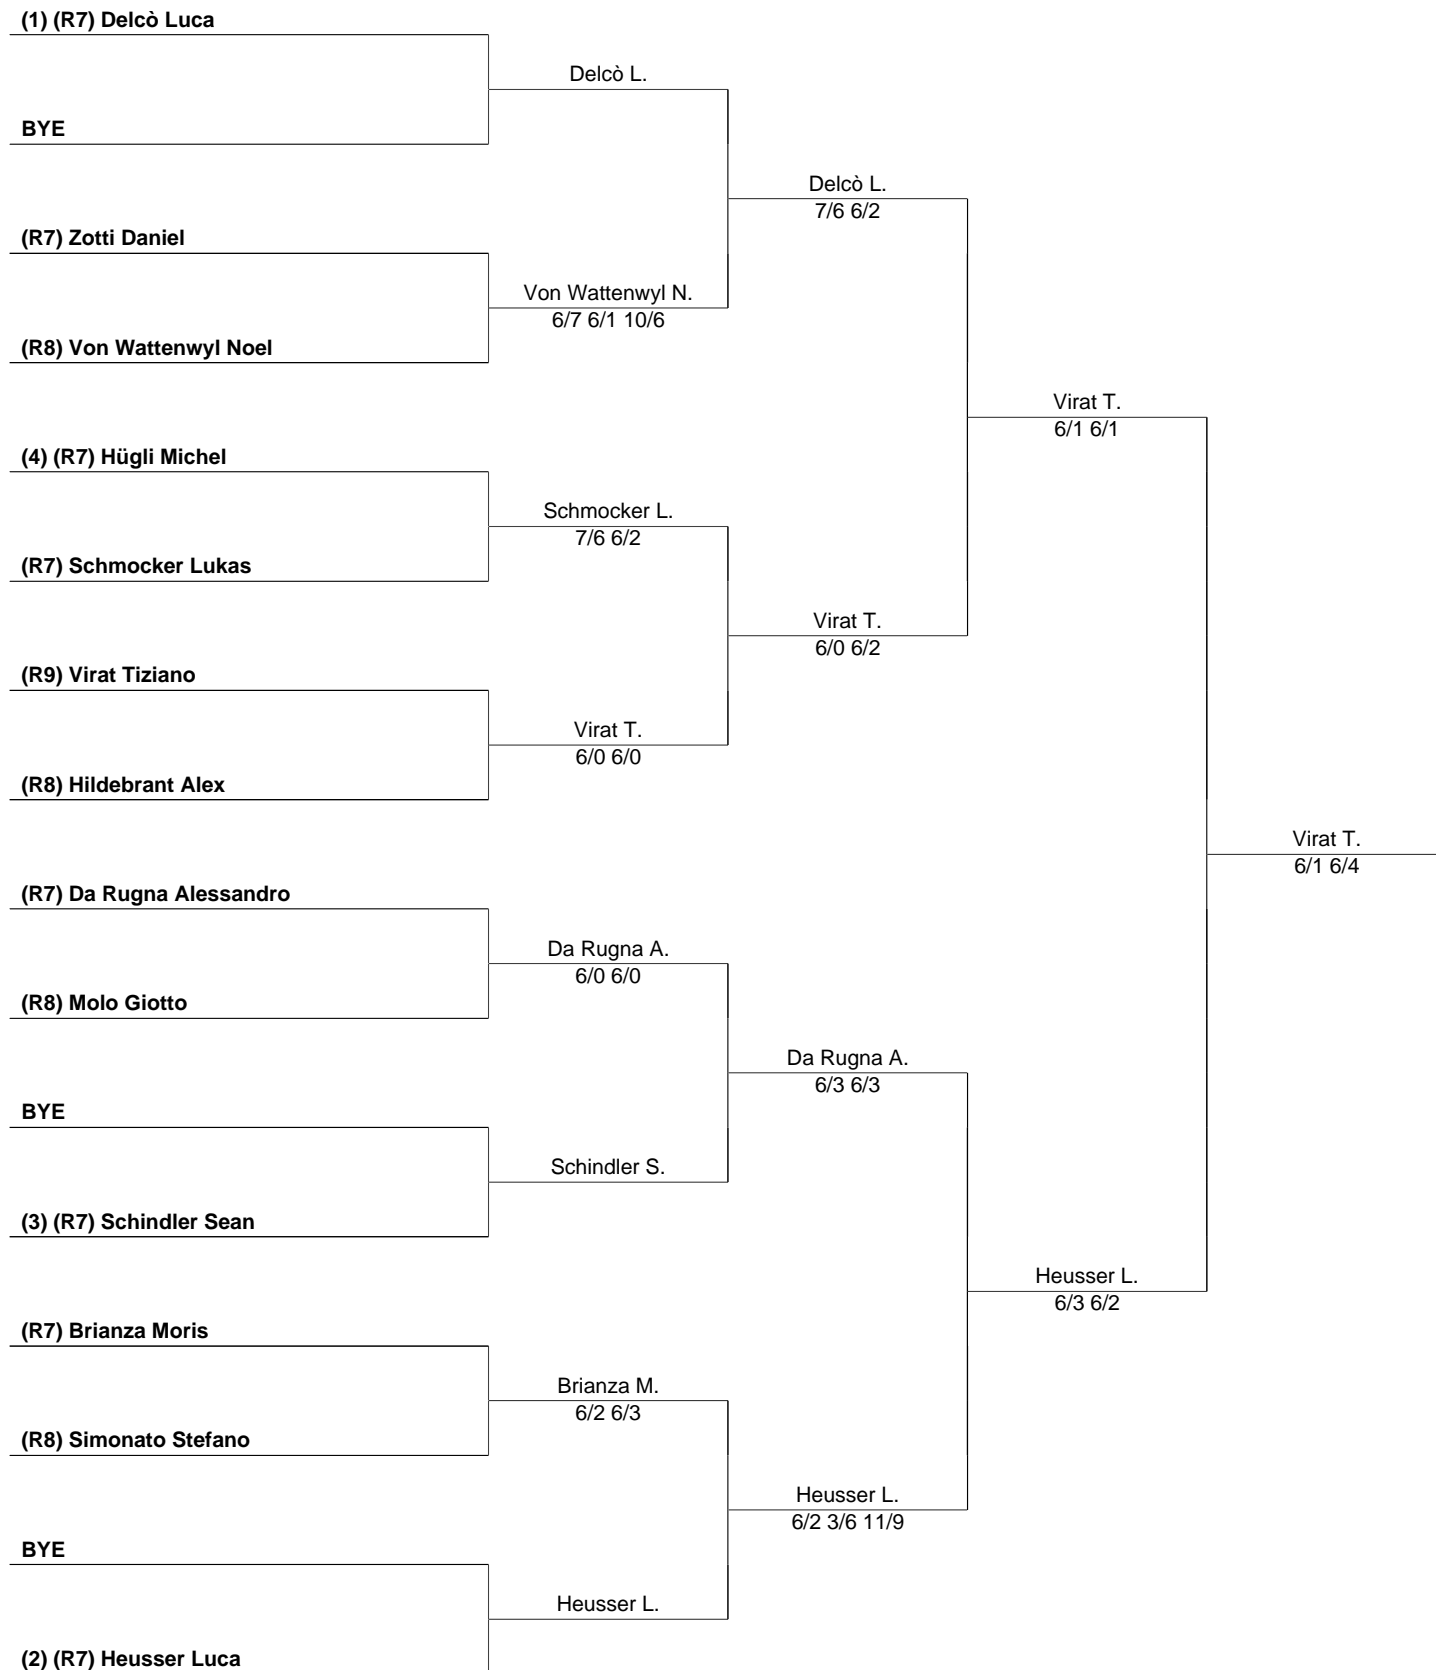 (1) (R7) Delcò Luca
Delcò L.
BYE
Delcò L.
7/6 6/2
(R7) Zotti Daniel
Von Wattenwyl N.
6/7 6/1 10/6
(R8) Von Wattenwyl Noel
Virat T.
6/1 6/1
(4) (R7) Hügli Michel
Schmocker L.
7/6 6/2
(R7) Schmocker Lukas
Virat T.
6/0 6/2
(R9) Virat Tiziano
Virat T.
6/0 6/0
(R8) Hildebrant Alex
Virat T.
6/1 6/4
(R7) Da Rugna Alessandro
Da Rugna A.
6/0 6/0
(R8) Molo Giotto
Da Rugna A.
6/3 6/3
BYE
Schindler S.
(3) (R7) Schindler Sean
Heusser L.
6/3 6/2
(R7) Brianza Moris
Brianza M.
6/2 6/3
(R8) Simonato Stefano
Heusser L.
6/2 3/6 11/9
BYE
Heusser L.
(2) (R7) Heusser Luca